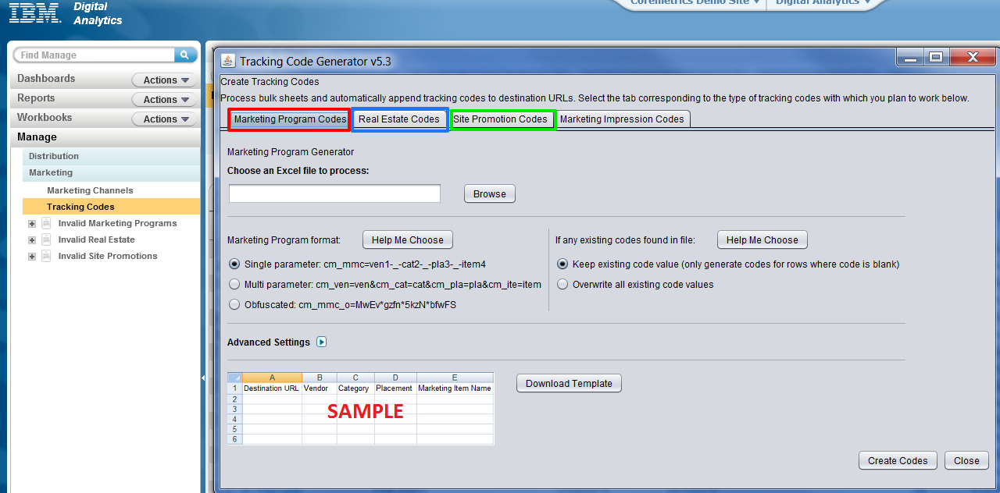 IBM.
Digital
Analytics
Coremetrics Demo Site
Digital Analytics
Find Manage
Dashboards
Actions
Reports
Actions
Workbooks
Actions
Manage
Distribution
Marketing
Marketing Channels
Tracking Codes
Invalid Marketing Programs
Invalid Real Estate
Invalid Site Promotions
Tracking Code Generator v5.3
Create Tracking Codes
Process bulk sheets and automatically append tracking codes to destination URLs. Select the tab corresponding to the type of tracking codes with which you plan to work below.
Marketing Program Codes Real Estate Codes Site Promotion Codes Marketing Impression Codes
Marketing Program Generator
Choose an Excel file to process:
Browse
Marketing Program format: Help Me Choose
Single parameter: cm_mmc=ven1-_-cat2-_-pla3-_-item4
Multi parameter: cm_ven=ven&cm_cat=cat&cm_pla=pla&cm_ite=item
Obfuscated: cm_mmc_o=MwEv*gzfn*5kzN*bfwFS
If any existing codes found in file: Help Me Choose
Keep existing code value (only generate codes for rows where code is blank)
Overwrite all existing code values
Advanced Settings
A B C D E
1 Destination URL Vendor Category Placement Marketing Item Name
2
3
4
5
6
SAMPLE
Download Template
Create Codes Close